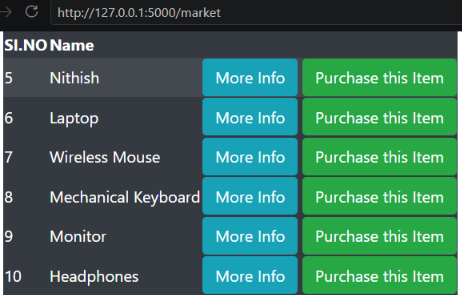 http://127.0.0.1:5000/market
SI.NO Name
5 Nithish More Info Purchase this Item
6 Laptop More Info Purchase this Item
7 Wireless Mouse More Info Purchase this Item
8 Mechanical Keyboard More Info Purchase this Item
9 Monitor More Info Purchase this Item
10 Headphones More Info Purchase this Item